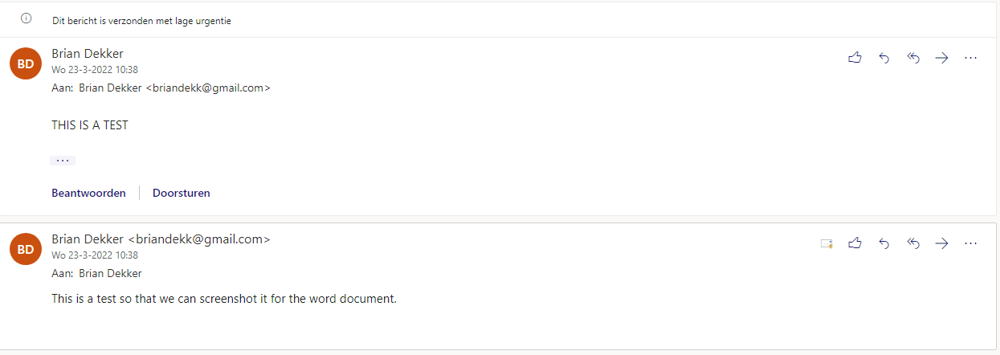 Dit bericht is verzonden met lage urgentie
BD
Brian Dekker
Wo 23-3-2022 10:38
Aan: Brian Dekker <briandekk@gmail.com>
THIS IS A TEST
...
Beantwoorden | Doorsturen
BD
Brian Dekker <briandekk@gmail.com>
Wo 23-3-2022 10:38
Aan: Brian Dekker
This is a test so that we can screenshot it for the word document.